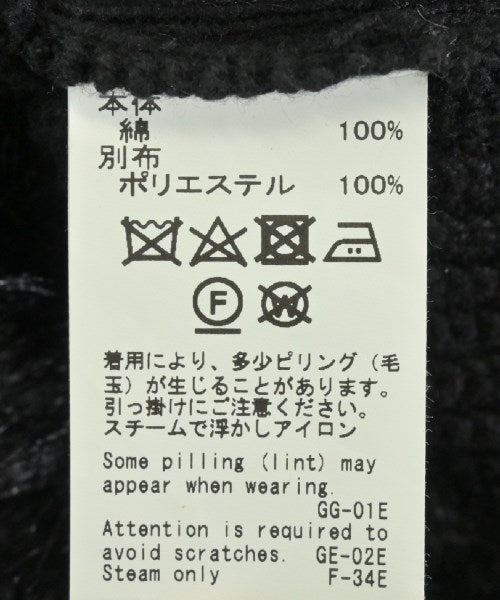 本体
綿 100%
別布
ポリエステル 100%
F W
着用により、多少ピリング（毛
玉）が生じることがあります。
引っ掛けにご注意ください。
スチームで浮かしアイロン
Some pilling (lint) may
appear when wearing.
GG-01E
Attention is required to
avoid scratches. GE-02E
Steam only F-34E